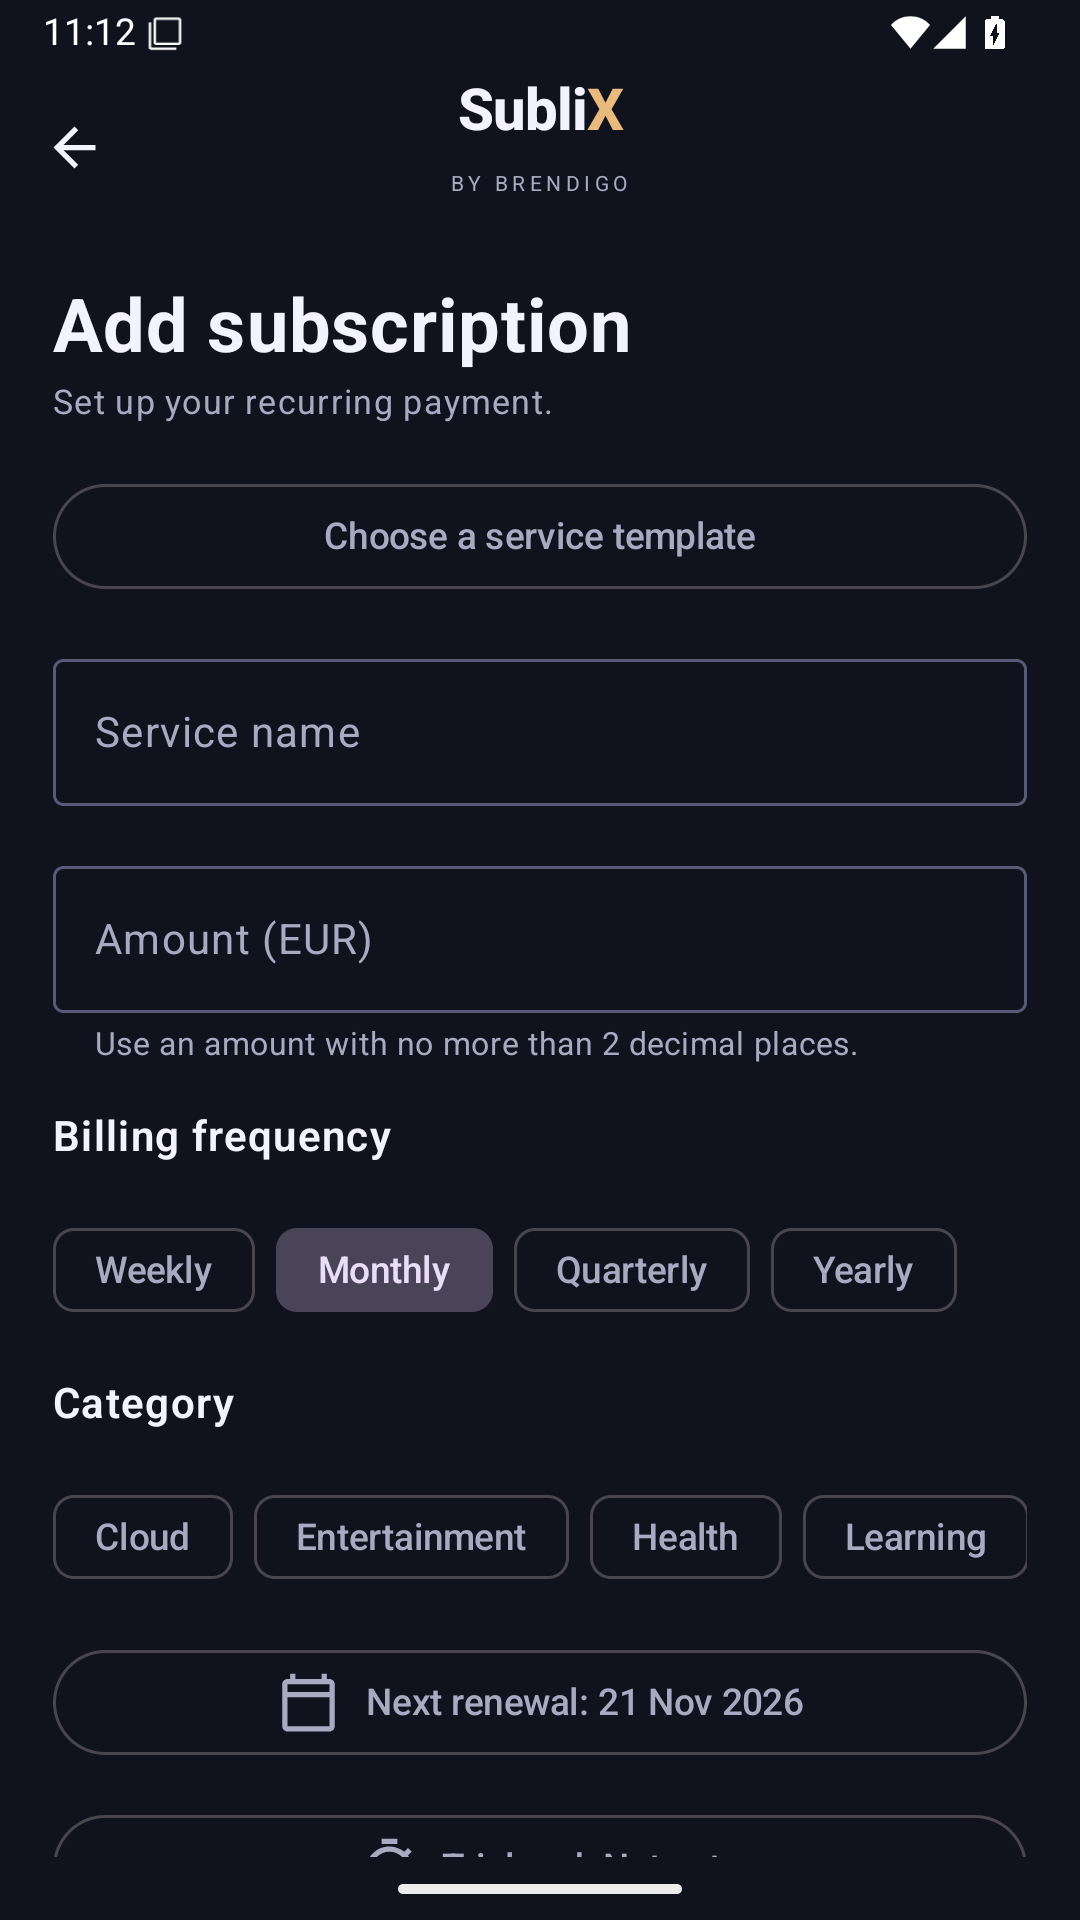 11:12
SubliX
BY BRENDIGO
Add subscription
Set up your recurring payment.
Choose a service template
Service name
Amount (EUR)
Use an amount with no more than 2 decimal places.
Billing frequency
Weekly Monthly Quarterly Yearly
Category
Cloud Entertainment Health Learning
Next renewal: 21 Nov 2026